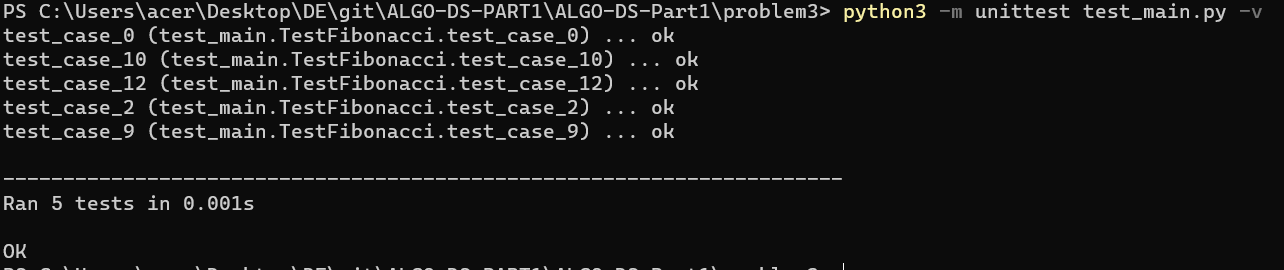 PS C:\Users\acer\Desktop\DE\git\ALGO-DS-PART1\ALGO-DS-Part1\problem3> python3 -m unittest test_main.py -v
test_case_0 (test_main.TestFibonacci.test_case_0) ... ok
test_case_10 (test_main.TestFibonacci.test_case_10) ... ok
test_case_12 (test_main.TestFibonacci.test_case_12) ... ok
test_case_2 (test_main.TestFibonacci.test_case_2) ... ok
test_case_9 (test_main.TestFibonacci.test_case_9) ... ok
----------------------------------------------------------------------
Ran 5 tests in 0.001s
OK